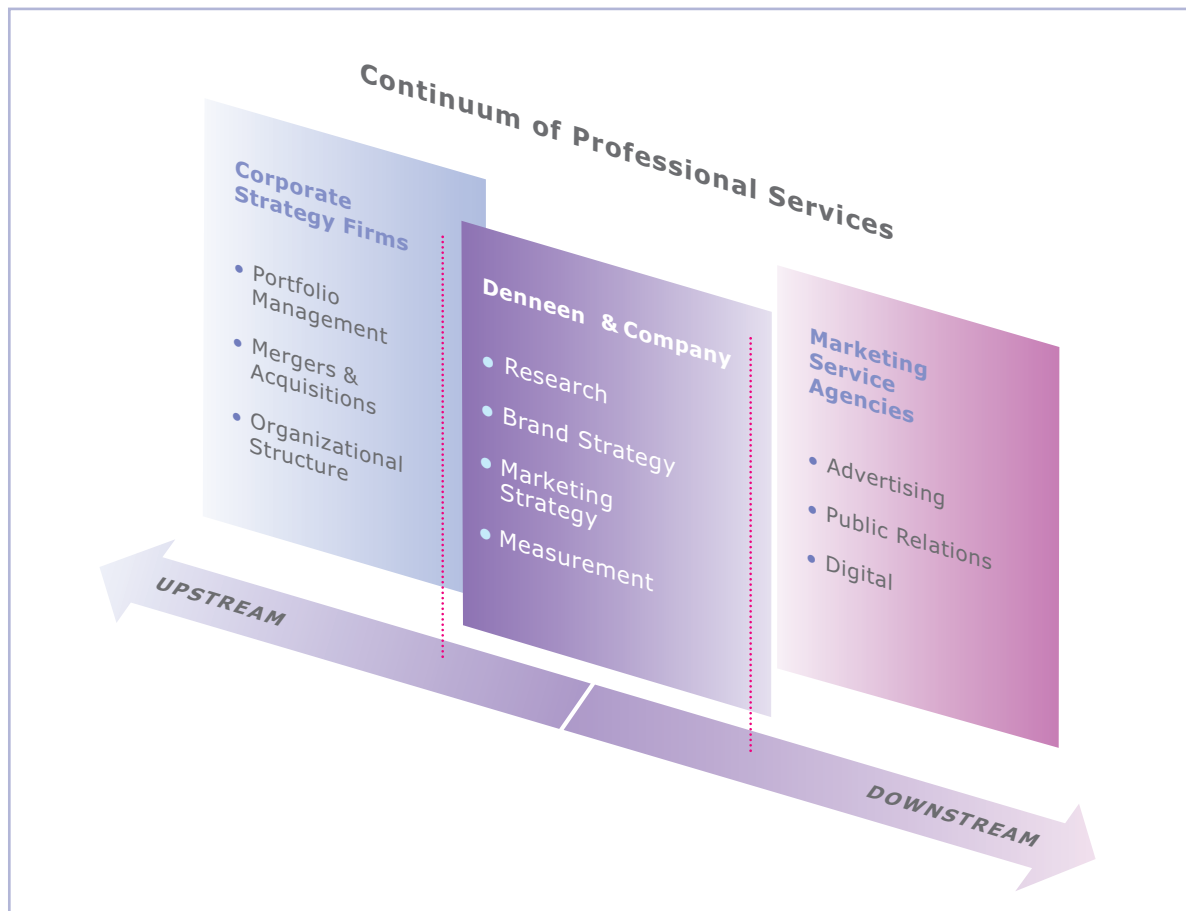 Continuum of Professional Services
Corporate
Strategy Firms
• Portfolio
Management
• Mergers &
Acquisitions
• Organizational
Structure
Denneen & Company
• Research
• Brand Strategy
• Marketing
Strategy
• Measurement
Marketing
Service
Agencies
• Advertising
• Public Relations
• Digital
UPSTREAM
DOWNSTREAM